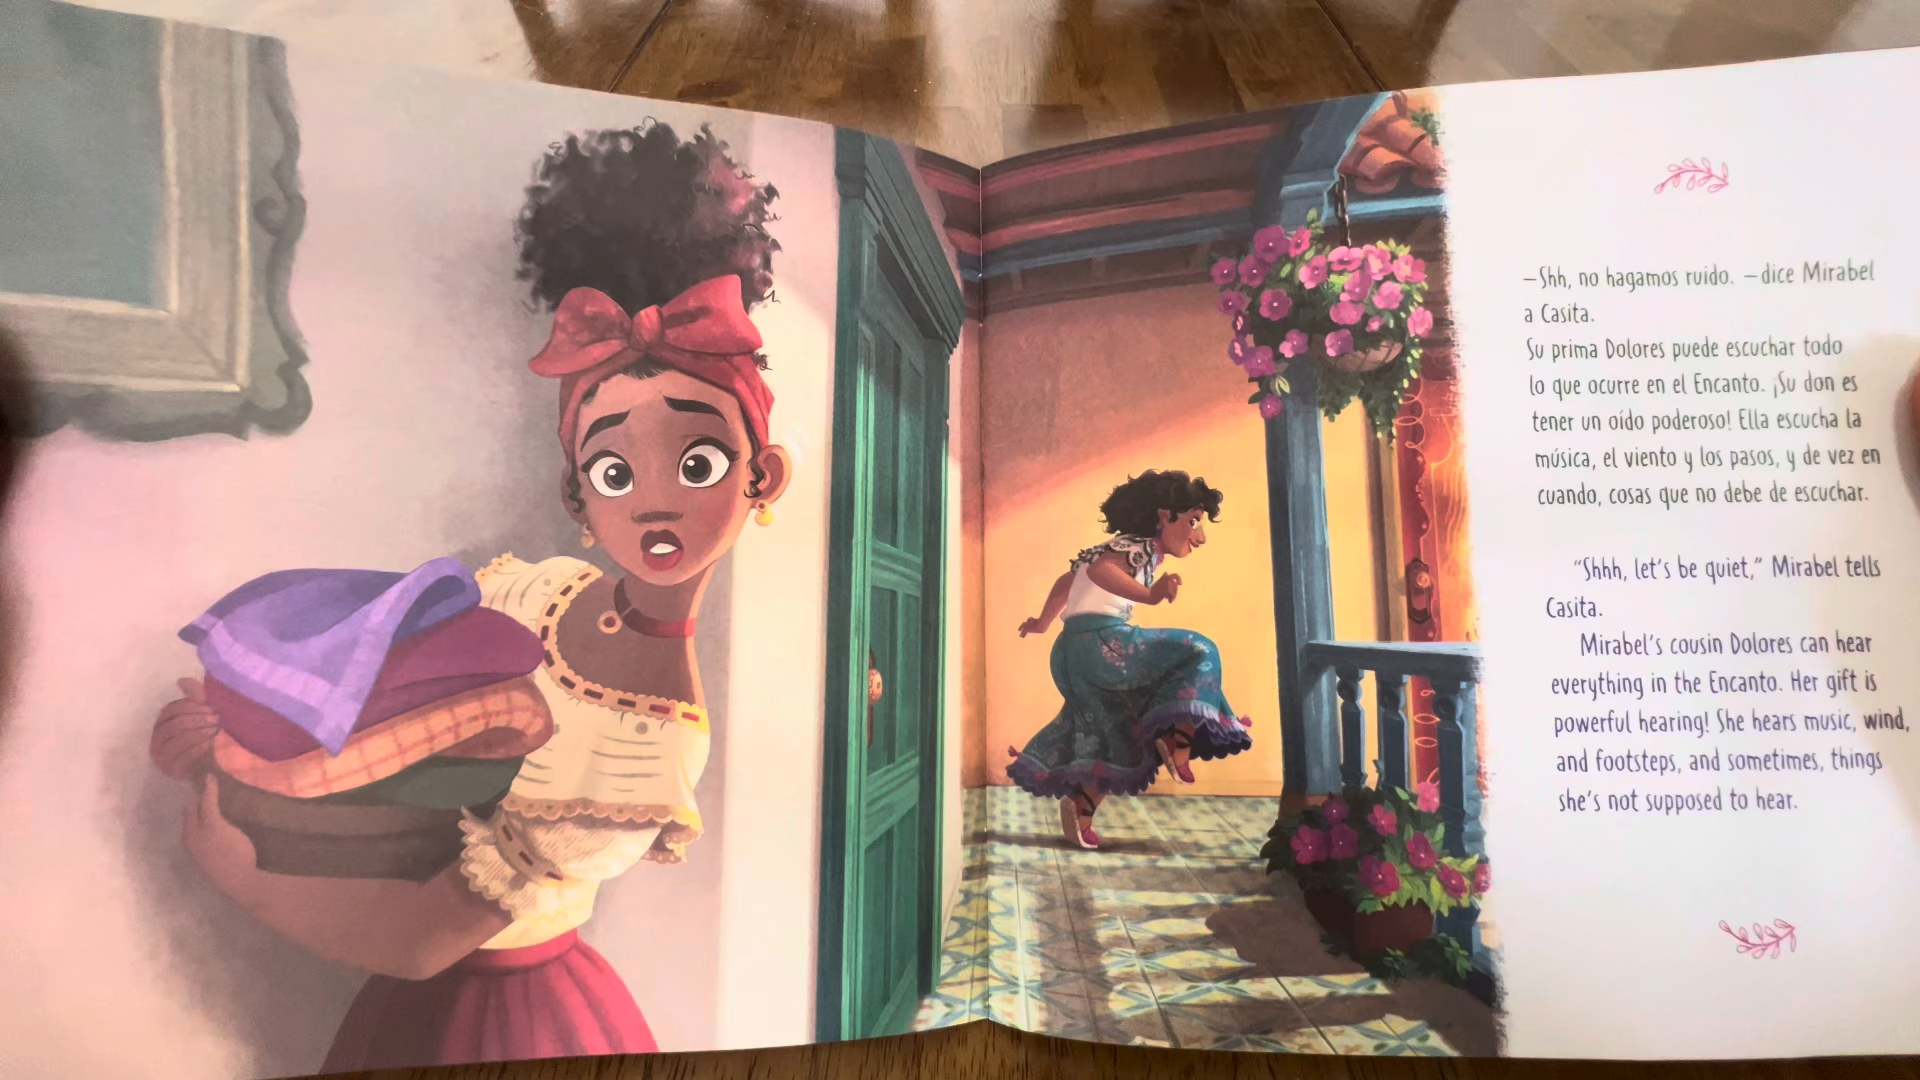 —Shh, no hagamos ruido. —dice Mirabel
a Casita.
Su prima Dolores puede escuchar todo
lo que ocurre en el Encanto. ¡Su don es
tener un oído poderoso! Ella escucha la
música, el viento y los pasos, y de vez en
cuando, cosas que no debe de escuchar.
“Shhh, let’s be quiet,” Mirabel tells
Casita.
Mirabel’s cousin Dolores can hear
everything in the Encanto. Her gift is
powerful hearing! She hears music, wind,
and footsteps, and sometimes, things
she’s not supposed to hear.